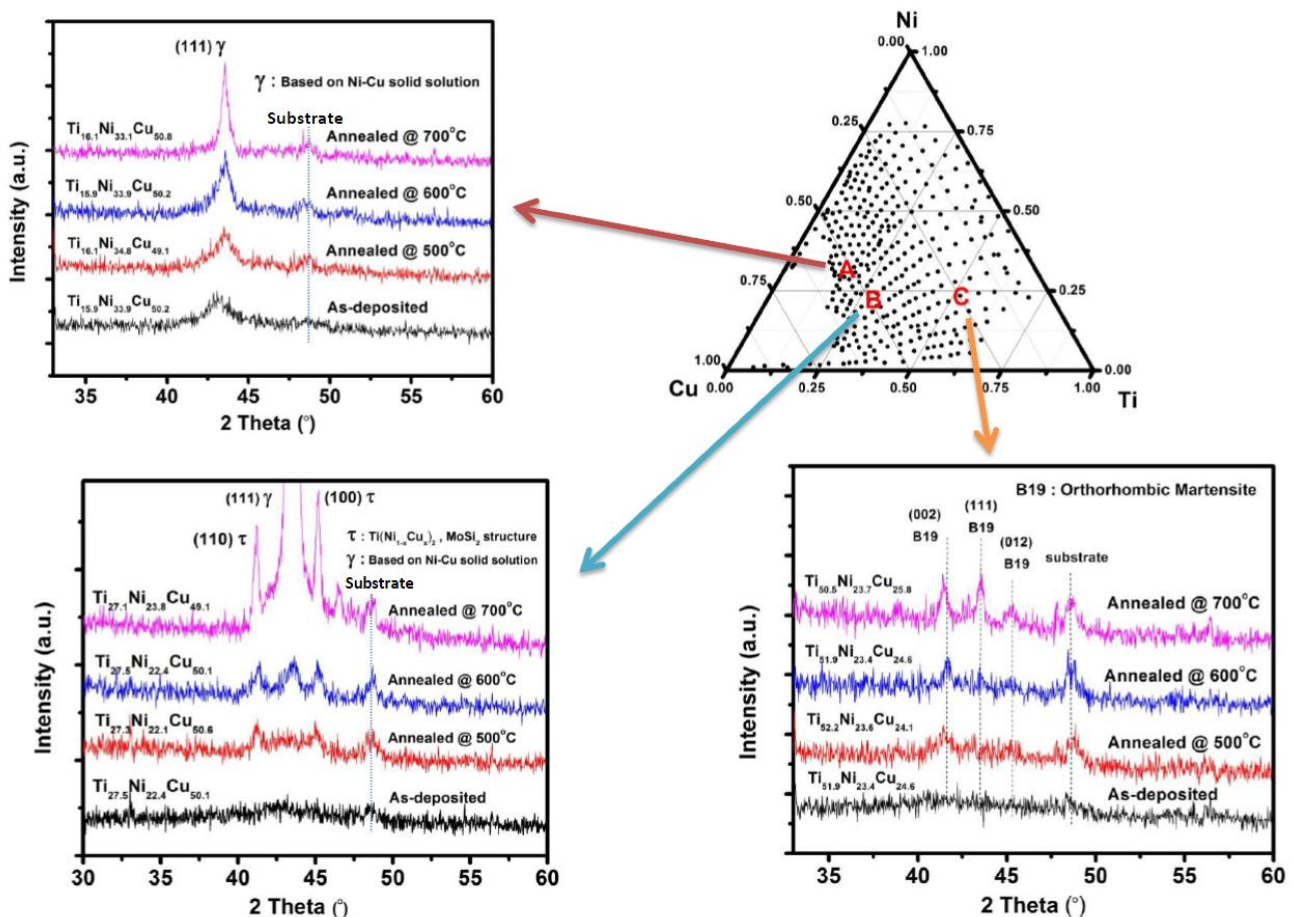 (111) γ
γ : Based on Ni-Cu solid solution
Substrate
Ti16.1Ni33.1Cu50.8
Annealed @ 700°C
Ti15.9Ni33.9Cu50.2
Annealed @ 600°C
Ti16.1Ni34.8Cu49.1
Annealed @ 500°C
Ti15.9Ni33.9Cu50.2
As-deposited
Intensity (a.u.)
35 40 45 50 55 60
2 Theta (°)
Ni
0.00 1.00
0.25 0.75
0.50 0.50
0.75 0.25
1.00 0.00
0.00 0.25 0.50 0.75 1.00
Cu Ti
A
B
C
(111) γ
(100) τ
(110) τ
τ : Ti(Ni1-xCux)2 , MoSi2 structure
γ : Based on Ni-Cu solid solution
Substrate
Ti27.1Ni23.8Cu49.1
Annealed @ 700°C
Ti27.5Ni22.4Cu50.1
Annealed @ 600°C
Ti27.3Ni22.1Cu50.6
Annealed @ 500°C
Ti27.5Ni22.4Cu50.1
As-deposited
Intensity (a.u.)
30 35 40 45 50 55 60
2 Theta (°)
B19 : Orthorhombic Martensite
(002)
B19
(111)
B19
(012)
B19
substrate
Ti50.5Ni23.7Cu25.8
Annealed @ 700°C
Ti51.9Ni23.4Cu24.6
Annealed @ 600°C
Ti52.2Ni23.6Cu24.1
Annealed @ 500°C
Ti51.9Ni23.4Cu24.6
As-deposited
Intensity (a.u.)
35 40 45 50 55 60
2 Theta (°)